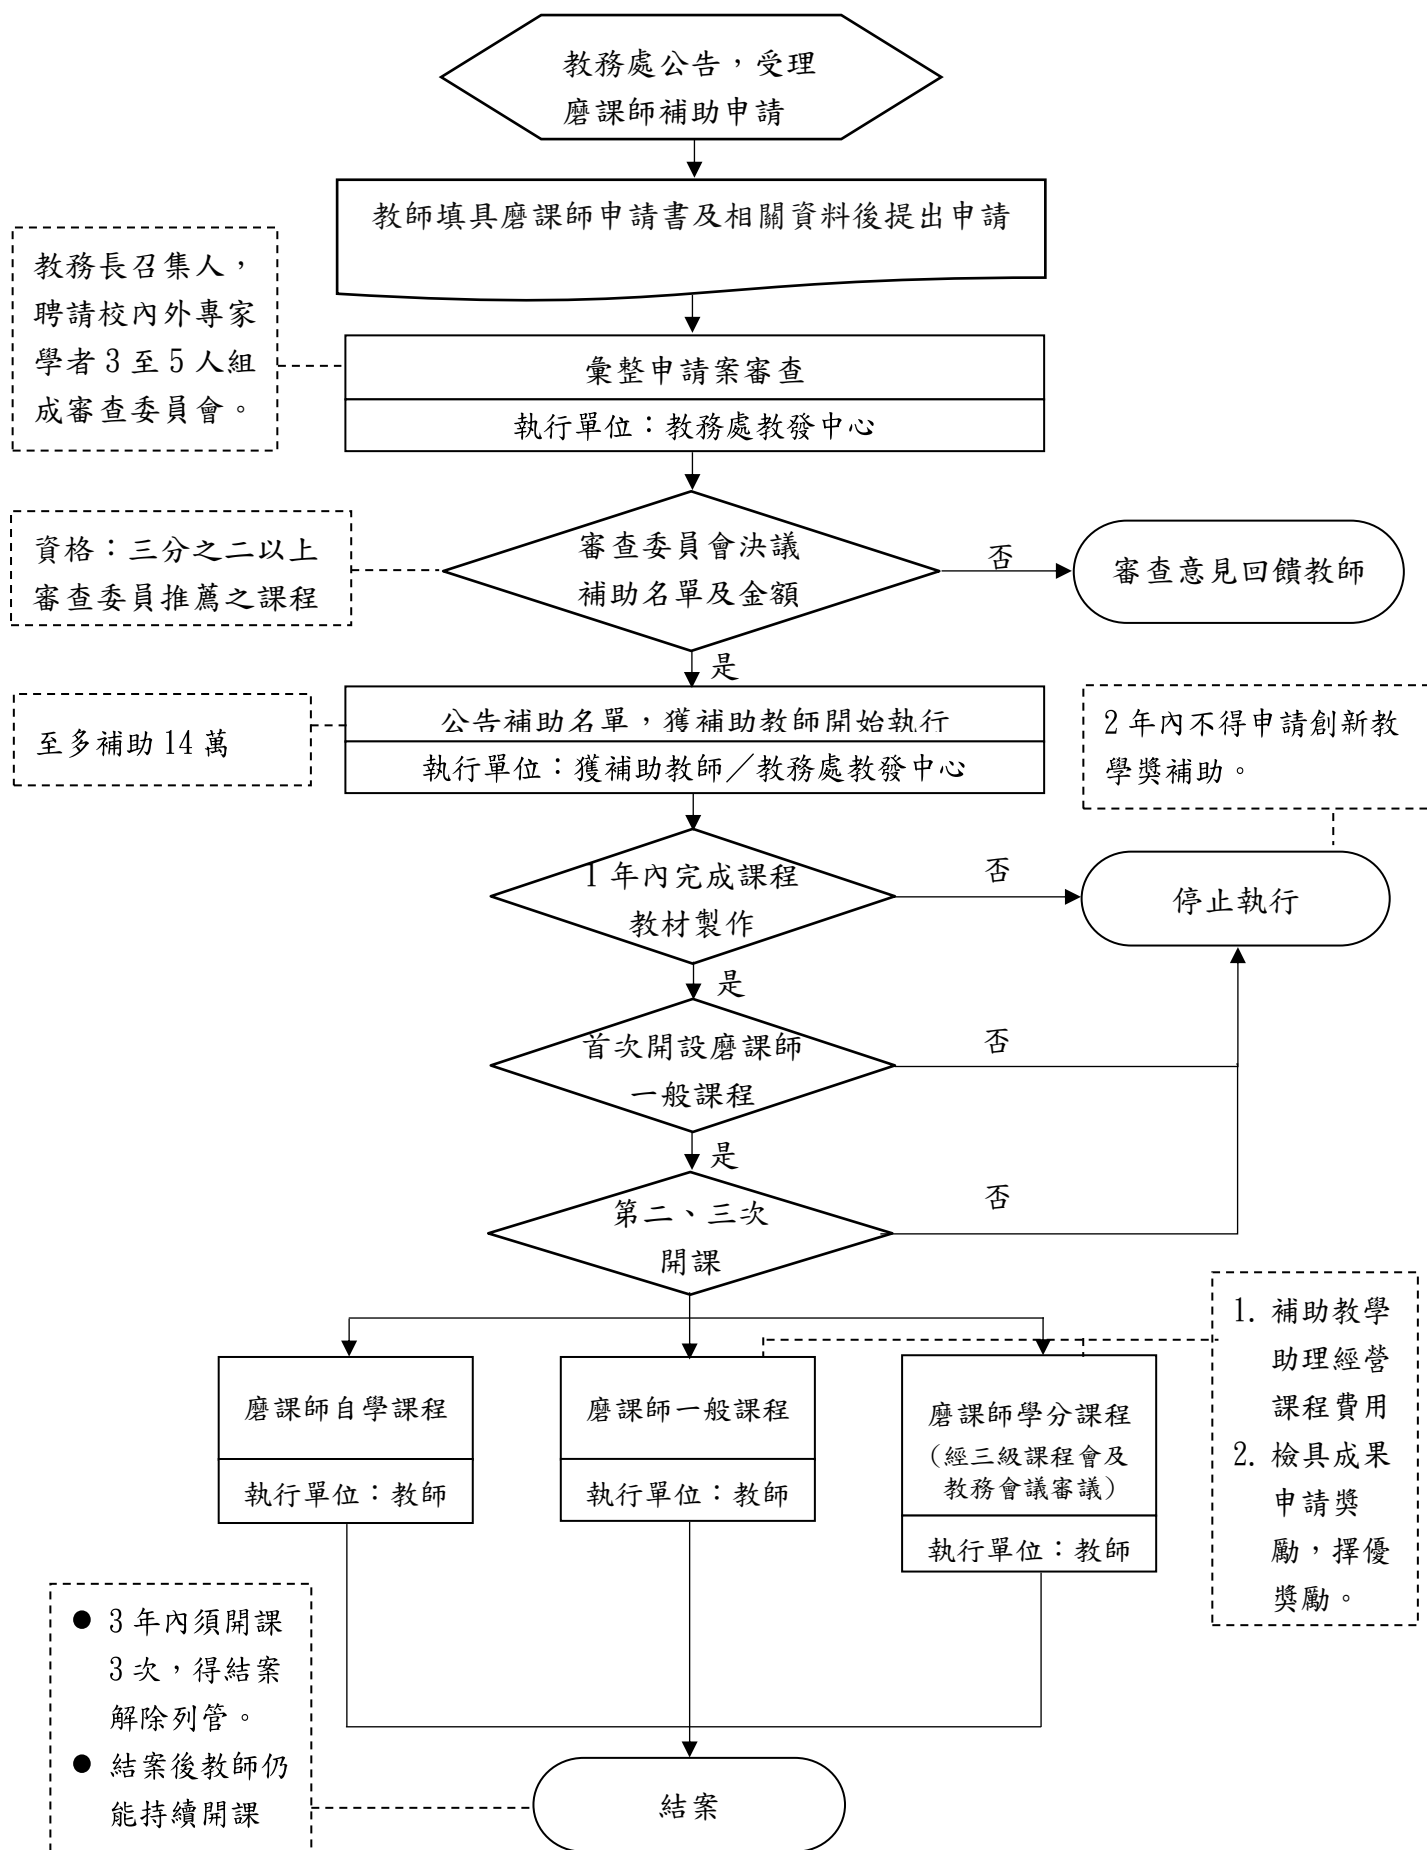 教務處公告，受理
磨課師補助申請
教師填具磨課師申請書及相關資料後提出申請
教務長召集人，
聘請校內外專家
學者 3 至 5 人組
成審查委員會。
彙整申請案審查
執行單位：教務處教發中心
資格：三分之二以上
審查委員推薦之課程
審查委員會決議
補助名單及金額
否
審查意見回饋教師
是
至多補助 14 萬
公告補助名單，獲補助教師開始執行
執行單位：獲補助教師／教務處教發中心
2 年內不得申請創新教
學獎補助。
1 年內完成課程
教材製作
否
停止執行
是
首次開設磨課師
一般課程
否
是
第二、三次
開課
否
磨課師自學課程
執行單位：教師
磨課師一般課程
執行單位：教師
磨課師學分課程
（經三級課程會及
教務會議審議）
執行單位：教師
1. 補助教學
助理經營
課程費用
2. 檢具成果
申請獎
勵，擇優
獎勵。
● 3 年內須開課
3 次，得結案
解除列管。
● 結案後教師仍
能持續開課
結案